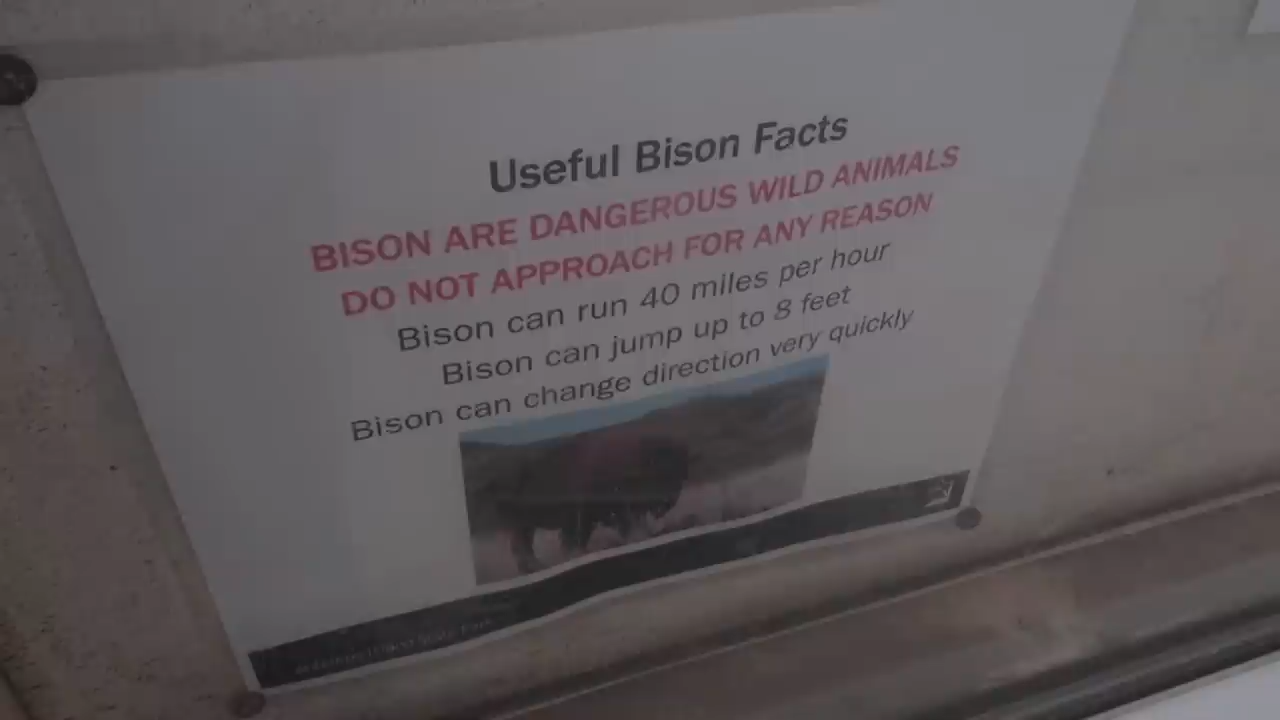 Useful Bison Facts
BISON ARE DANGEROUS WILD ANIMALS
DO NOT APPROACH FOR ANY REASON
Bison can run 40 miles per hour
Bison can jump up to 8 feet
Bison can change direction very quickly